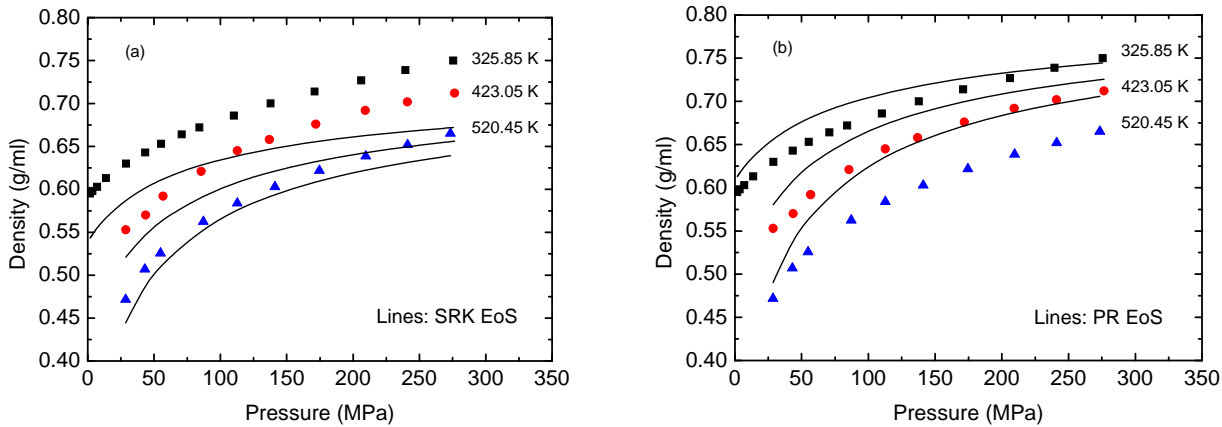 (a)
325.85 K
423.05 K
520.45 K
Lines: SRK EoS
Density (g/ml)
0.80
0.75
0.70
0.65
0.60
0.55
0.50
0.45
0.40
0 50 100 150 200 250 300 350
Pressure (MPa)
(b)
325.85 K
423.05 K
520.45 K
Lines: PR EoS
Density (g/ml)
0.80
0.75
0.70
0.65
0.60
0.55
0.50
0.45
0.40
0 50 100 150 200 250 300 350
Pressure (MPa)